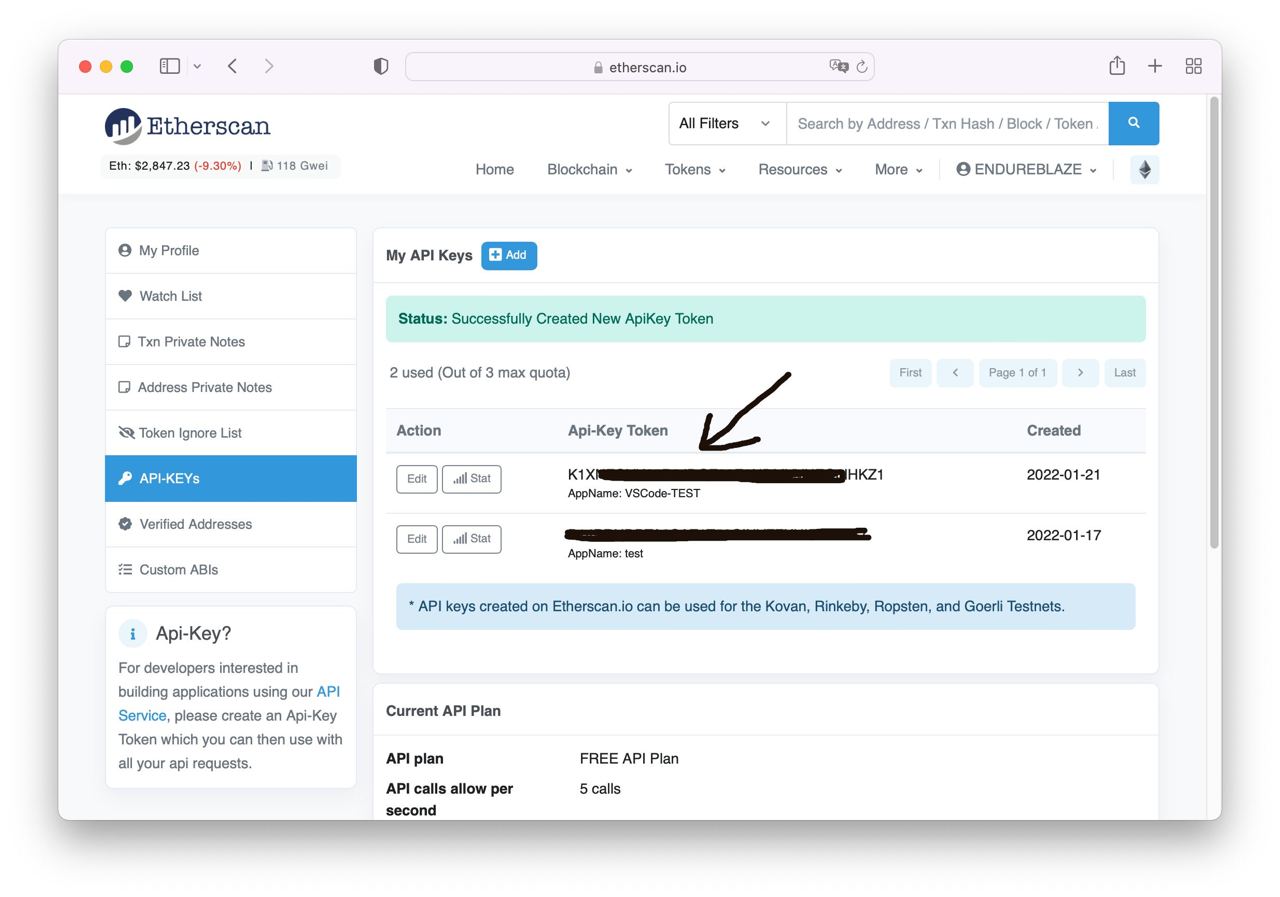 etherscan.io
Etherscan
All Filters
Search by Address / Txn Hash / Block / Token
Eth: $2,847.23 (-9.30%) | 118 Gwei
Home Blockchain Tokens Resources More ENDUREBLAZE
My Profile
Watch List
Txn Private Notes
Address Private Notes
Token Ignore List
API-KEYs
Verified Addresses
Custom ABIs
Api-Key?
For developers interested in
building applications using our API
Service, please create an Api-Key
Token which you can then use with
all your api requests.
My API Keys Add
Status: Successfully Created New ApiKey Token
2 used (Out of 3 max quota)
First < Page 1 of 1 > Last
Action Api-Key Token Created
Edit Stat 2022-01-21
AppName: VSCode-TEST
Edit Stat 2022-01-17
AppName: test
* API keys created on Etherscan.io can be used for the Kovan, Rinkeby, Ropsten, and Goerli Testnets.
Current API Plan
API plan FREE API Plan
API calls allow per second 5 calls